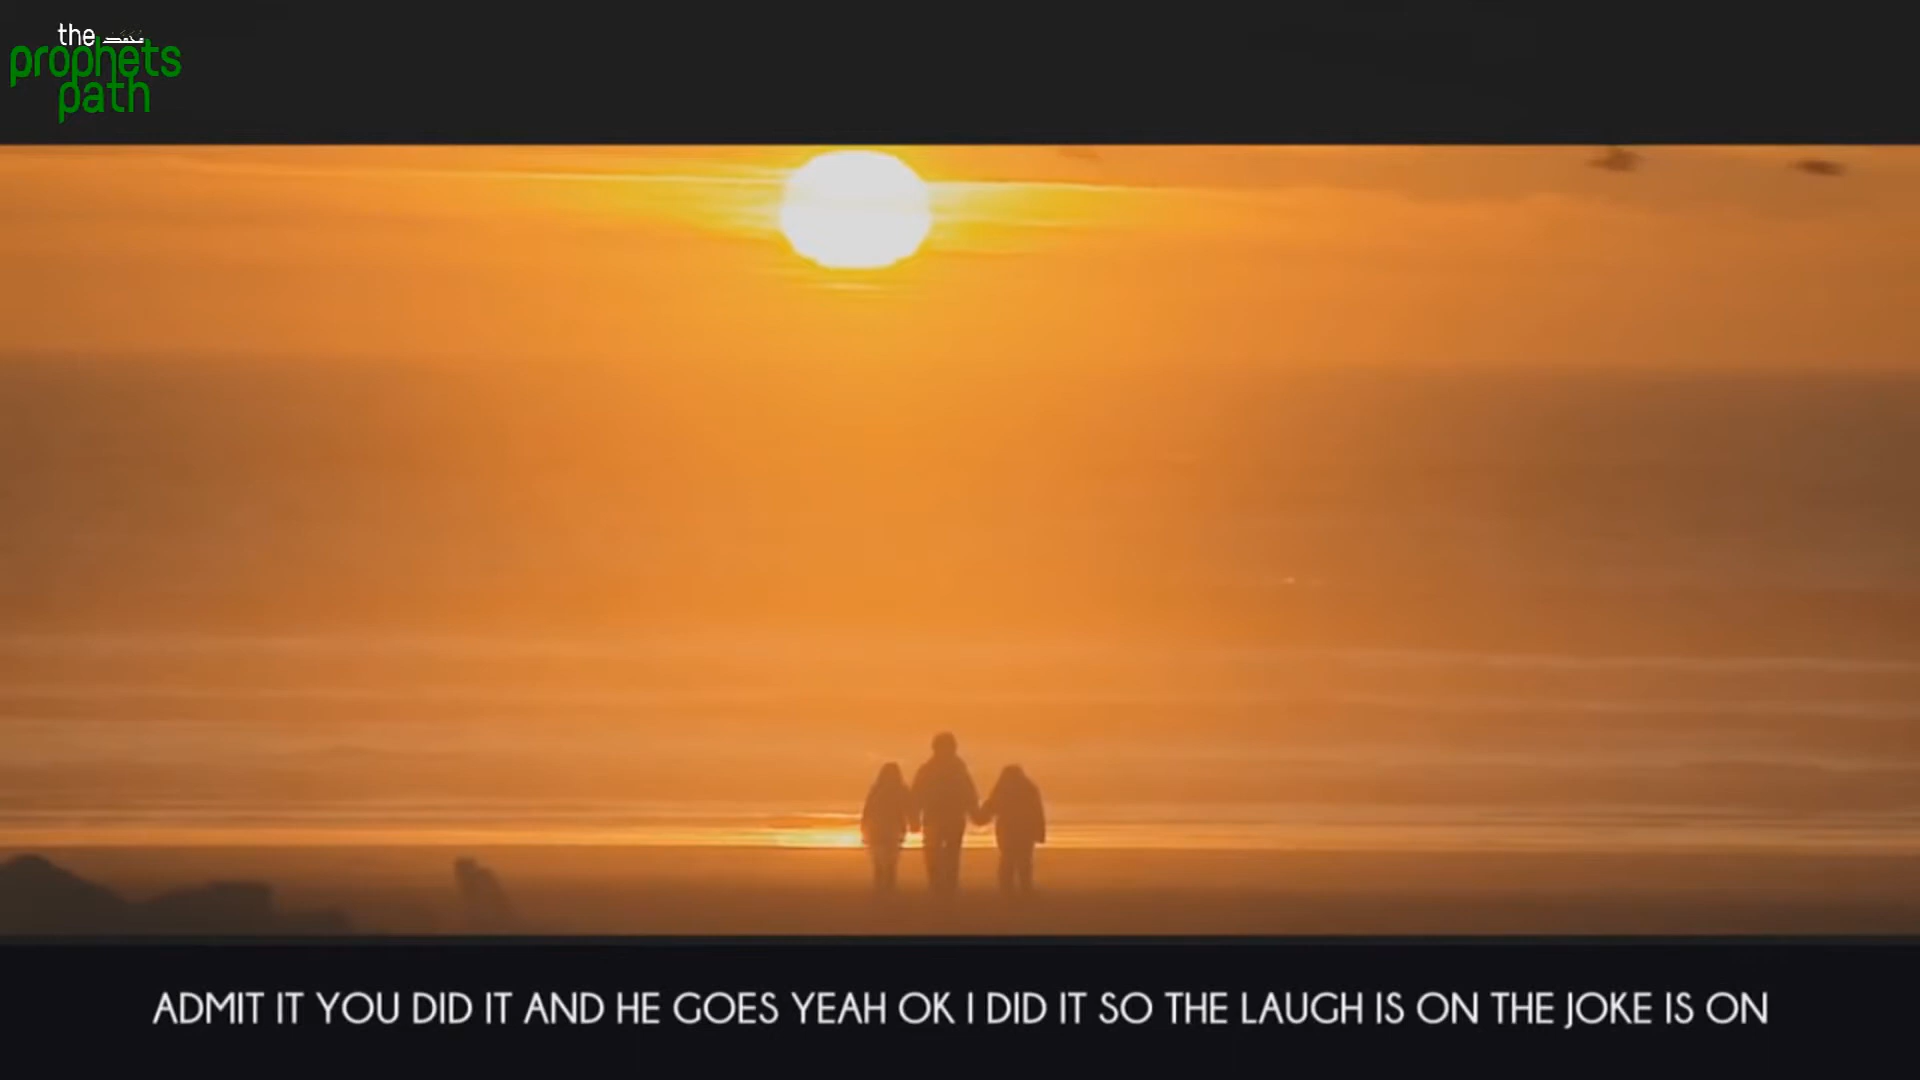 the
prophets
path
ADMIT IT YOU DID IT AND HE GOES YEAH OK I DID IT SO THE LAUGH IS ON THE JOKE IS ON